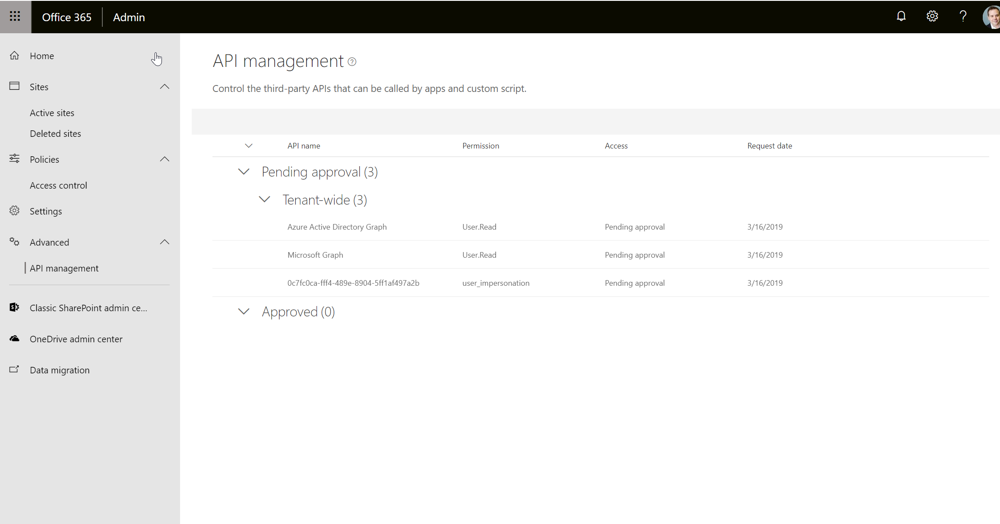 Office 365 Admin
Home
Sites
Active sites
Deleted sites
Policies
Access control
Settings
Advanced
API management
Classic SharePoint admin ce...
OneDrive admin center
Data migration
API management
Control the third-party APIs that can be called by apps and custom script.
API name Permission Access Request date
Pending approval (3)
Tenant-wide (3)
Azure Active Directory Graph User.Read Pending approval 3/16/2019
Microsoft Graph User.Read Pending approval 3/16/2019
0c7fc0ca-fff4-489e-8904-5ff1af497a2b user_impersonation Pending approval 3/16/2019
Approved (0)